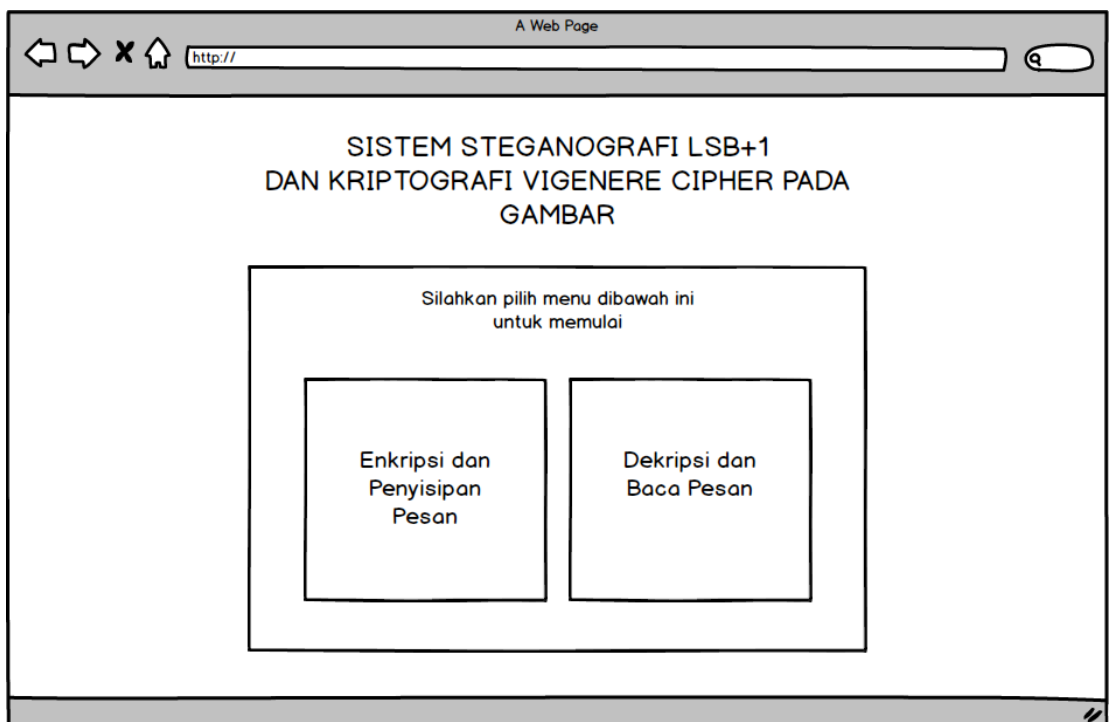 A Web Page
http://
SISTEM STEGANOGRAFI LSB+1
DAN KRIPTOGRAFI VIGENERE CIPHER PADA
GAMBAR
Silahkan pilih menu dibawah ini
untuk memulai
Enkripsi dan
Penyisipan
Pesan
Dekripsi dan
Baca Pesan